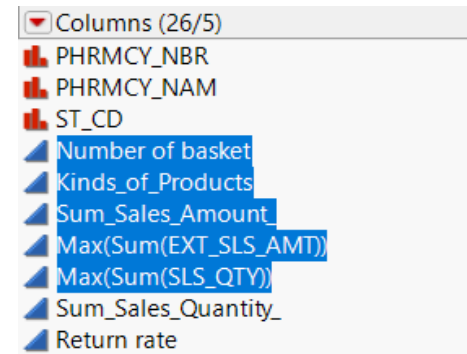 Columns (26/5)
PHRMCY_NBR
PHRMCY_NAM
ST_CD
Number of basket
Kinds_of_Products
Sum_Sales_Amount_
Max(Sum(EXT_SLS_AMT))
Max(Sum(SLS_QTY))
Sum_Sales_Quantity_
Return rate